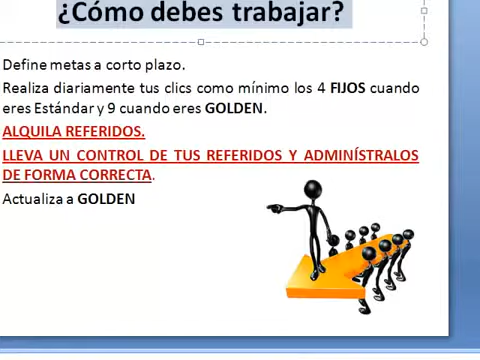 ¿Cómo debes trabajar?
Define metas a corto plazo.
Realiza diariamente tus clics como mínimo los 4 FIJOS cuando
eres Estándar y 9 cuando eres GOLDEN.
ALQUILA REFERIDOS.
LLEVA UN CONTROL DE TUS REFERIDOS Y ADMINÍSTRALOS
DE FORMA CORRECTA.
Actualiza a GOLDEN